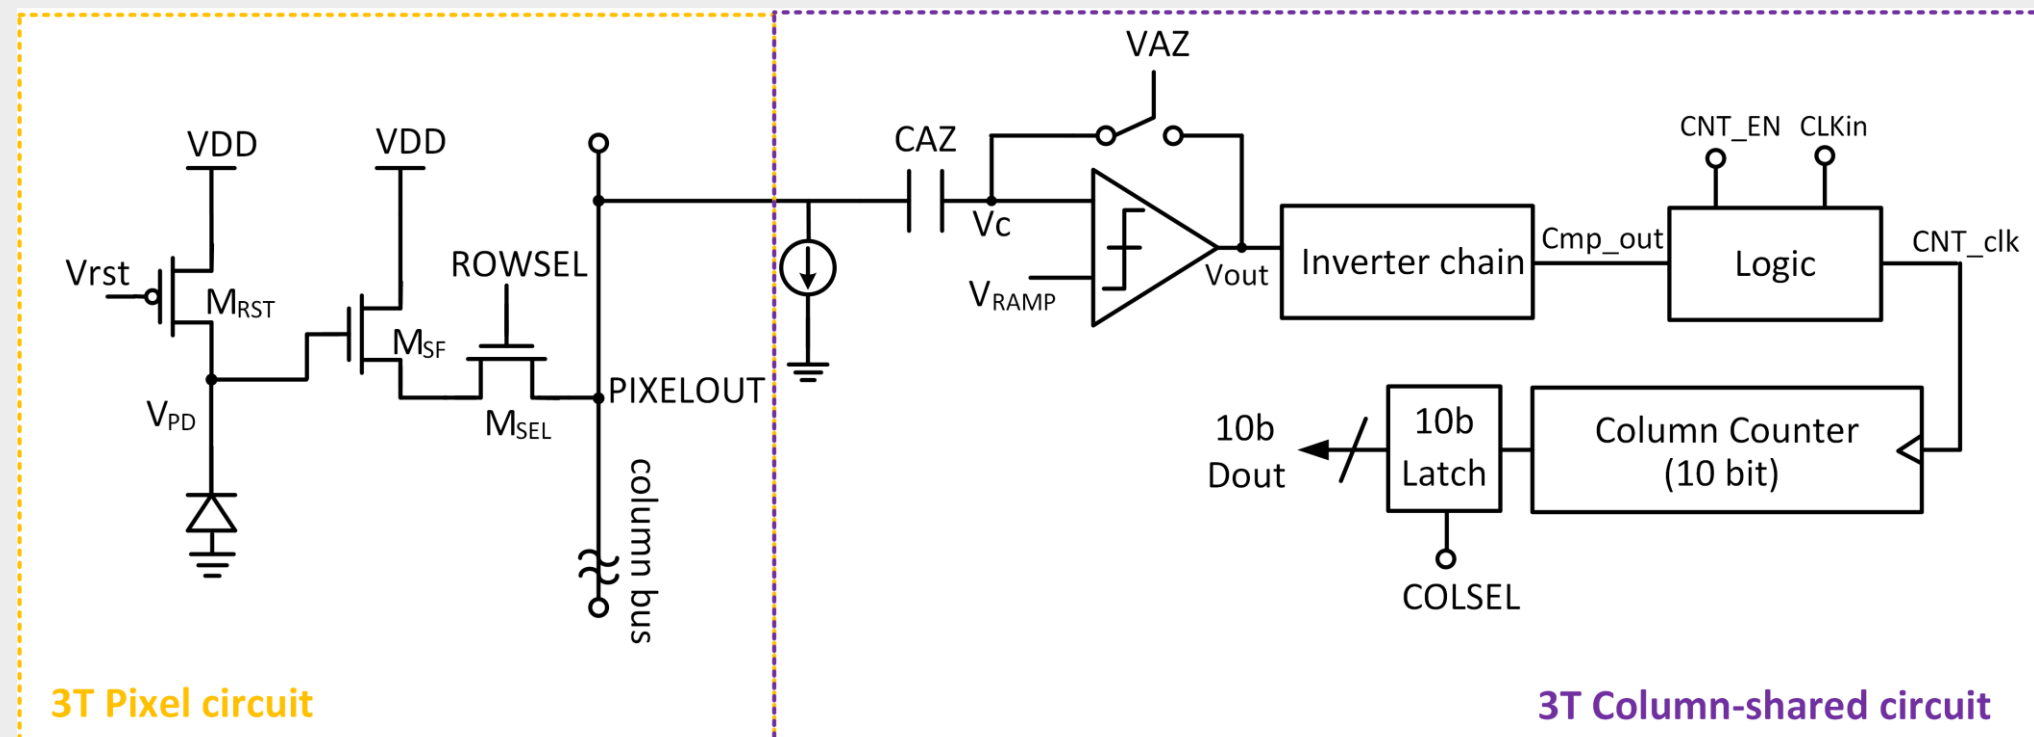 VAZ
VDD
VDD
CAZ
CNT_EN
CLKin
Vc
Vrst
ROWSEL
MRST
VRAMP
Vout
Inverter chain
Cmp_out
Logic
CNT_clk
MSF
PIXELOUT
VPD
MSEL
column bus
10b
Dout
10b
Latch
Column Counter
(10 bit)
COLSEL
3T Pixel circuit
3T Column-shared circuit